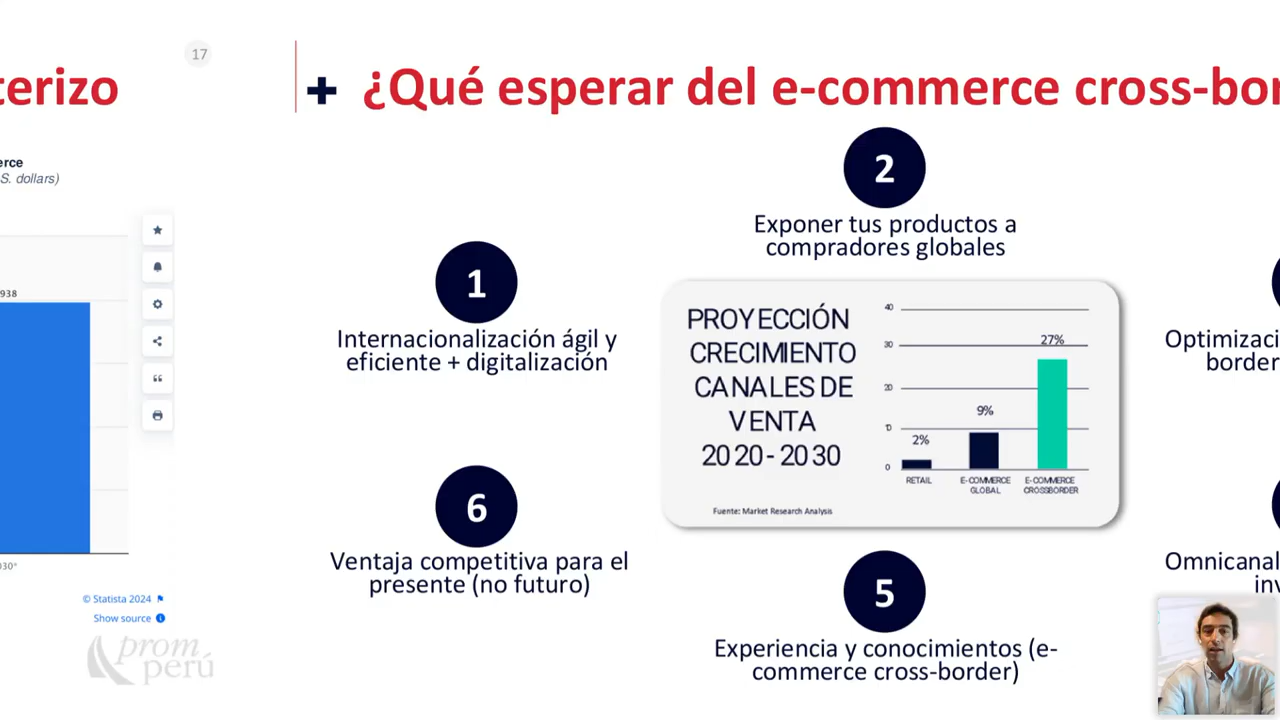 terizo
17
erce
S. dollars)
938
030*
© Statista 2024
Show source
prom
perú
+ ¿Qué esperar del e-commerce cross-bor
1
Internacionalización ágil y
eficiente + digitalización
2
Exponer tus productos a
compradores globales
PROYECCIÓN
CRECIMIENTO
CANALES DE
VENTA
2020-2030
Fuente: Market Research Analysis
40
30
20
10
0
2%
9%
27%
RETAIL
E-COMMERCE
GLOBAL
E-COMMERCE
CROSSBORDER
Optimizaci
border
6
Ventaja competitiva para el
presente (no futuro)
5
Experiencia y conocimientos (e-
commerce cross-border)
Omnicanal
inv